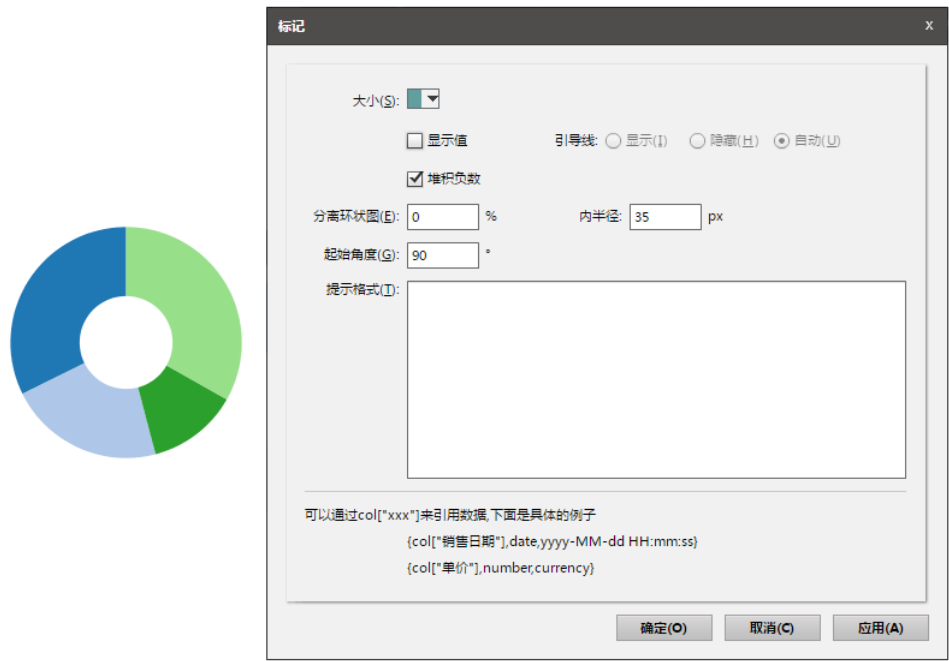 标记 x
大小(S):
显示值 引导线: 显示(I) 隐藏(H) 自动(U)
堆积负数
分离环状图(E): 0 % 内半径: 35 px
起始角度(G): 90 °
提示格式(T):
可以通过col["xxx"]来引用数据,下面是具体的例子
{col["销售日期"],date,yyyy-MM-dd HH:mm:ss}
{col["单价"],number,currency}
确定(O) 取消(C) 应用(A)